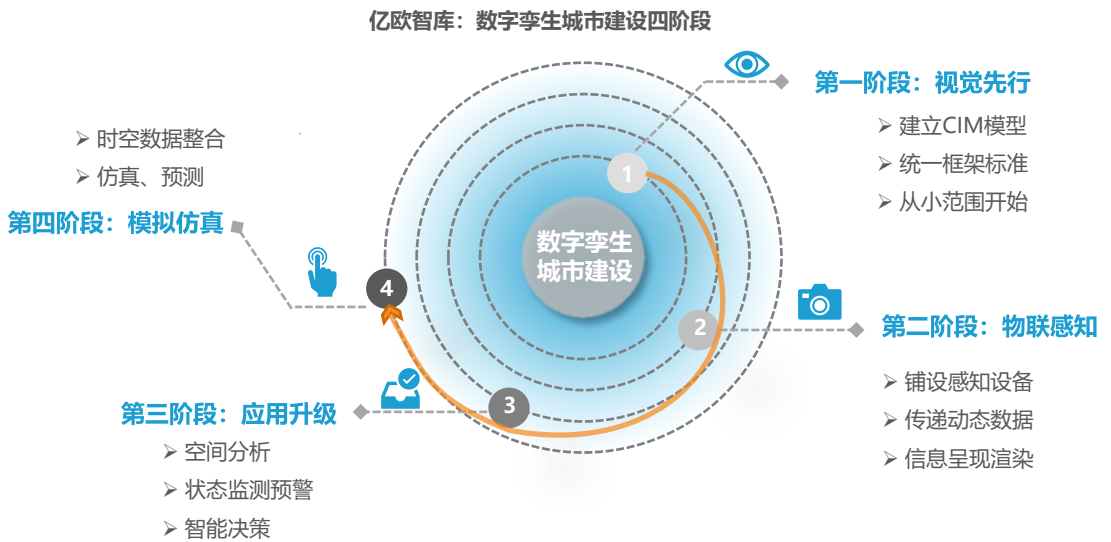 亿欧智库：数字孪生城市建设四阶段
第一阶段：视觉先行
➢ 建立CIM模型
➢ 统一框架标准
➢ 从小范围开始
第二阶段：物联感知
➢ 铺设感知设备
➢ 传递动态数据
➢ 信息呈现渲染
第三阶段：应用升级
➢ 空间分析
➢ 状态监测预警
➢ 智能决策
➢ 时空数据整合
➢ 仿真、预测
第四阶段：模拟仿真
数字孪生
城市建设
1
2
3
4